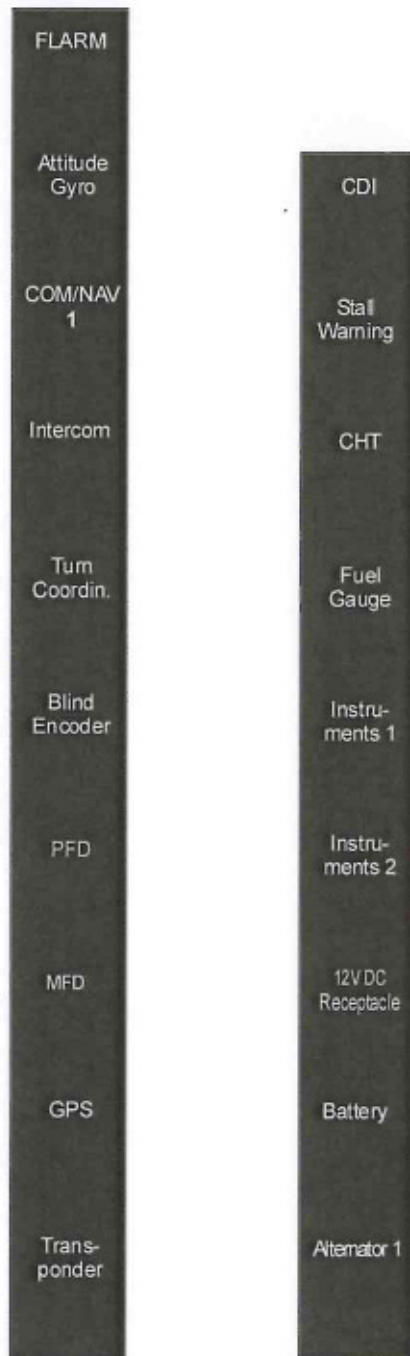 FLARM
Attitude
Gyro
COM/NAV
1
Intercom
Turn
Coordin.
Blind
Encoder
PFD
MFD
GPS
Trans-
ponder
CDI
Stall
Warning
CHT
Fuel
Gauge
Instru-
ments 1
Instru-
ments 2
12V DC
Receptacle
Battery
Alternator 1